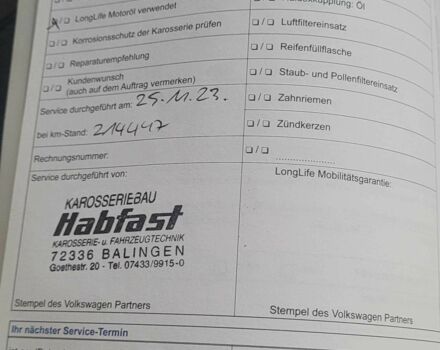 LongLife Motoröl verwendet
Korrosionsschutz der Karosserie prüfen
Reparaturempfehlung
Kundenwunsch
(auch auf dem Auftrag vermerken)
Service durchgeführt am: 25.11.23.
bei km-Stand: 214447
Rechnungsnummer:
Öl
Luftfiltereinsatz
Reifenfüllflasche
Staub- und Pollenfiltereinsatz
Zahnriemen
Zündkerzen
Service durchgeführt von:
KAROSSERIEBAU
Habfast
KAROSSERIE- u. FAHRZEUGTECHNIK
72336 BALINGEN
Goethestr. 20 - Tel. 07433/9915-0
Stempel des Volkswagen Partners
LongLife Mobilitätsgarantie:
Stempel des Volkswagen Partners
Ihr nächster Service-Termin